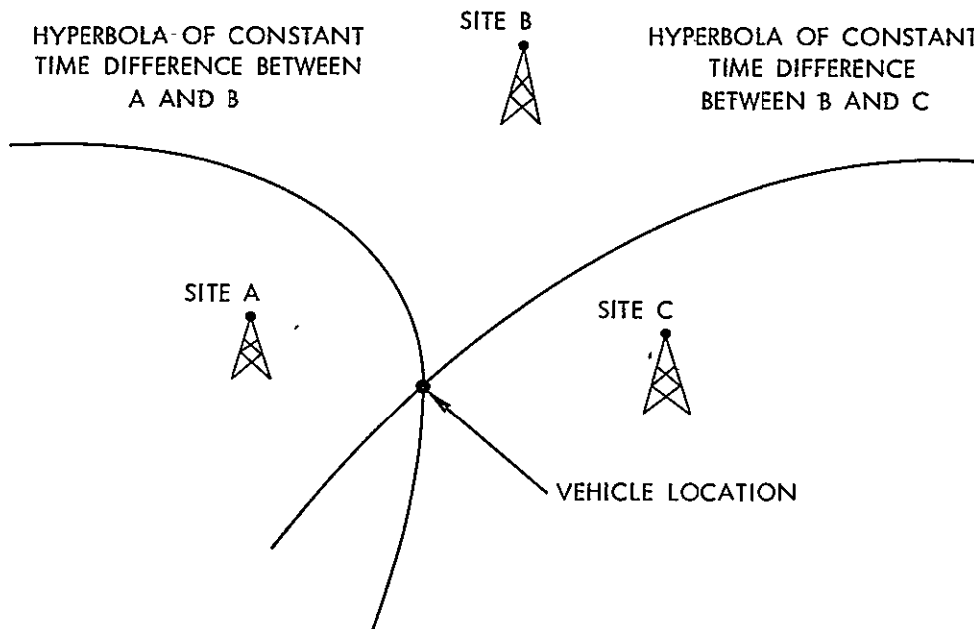 HYPERBOLA OF CONSTANT
TIME DIFFERENCE BETWEEN
A AND B
SITE B
HYPERBOLA OF CONSTANT
TIME DIFFERENCE
BETWEEN B AND C
SITE A
SITE C
VEHICLE LOCATION